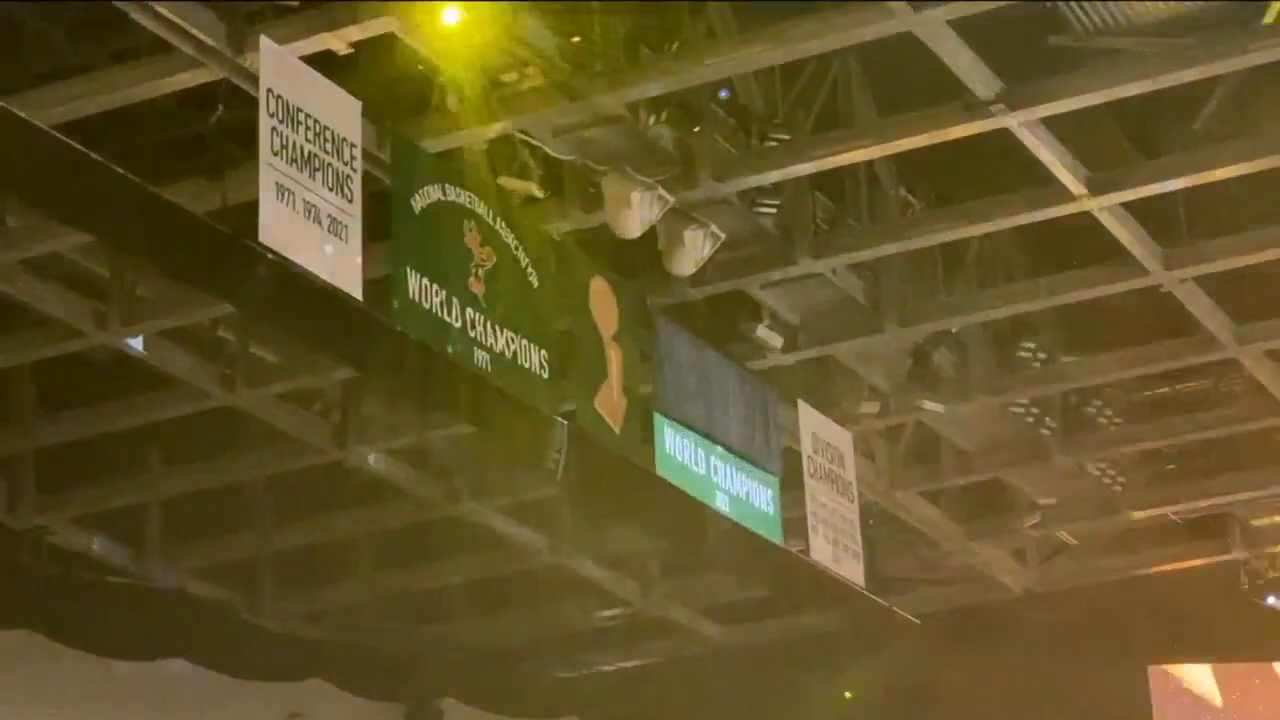 CONFERENCE
CHAMPIONS
1971, 1974, 2021
NATIONAL BASKETBALL ASSOCIATION
WORLD CHAMPIONS
1971
WORLD CHAMPIONS
2021
DIVISION
CHAMPIONS